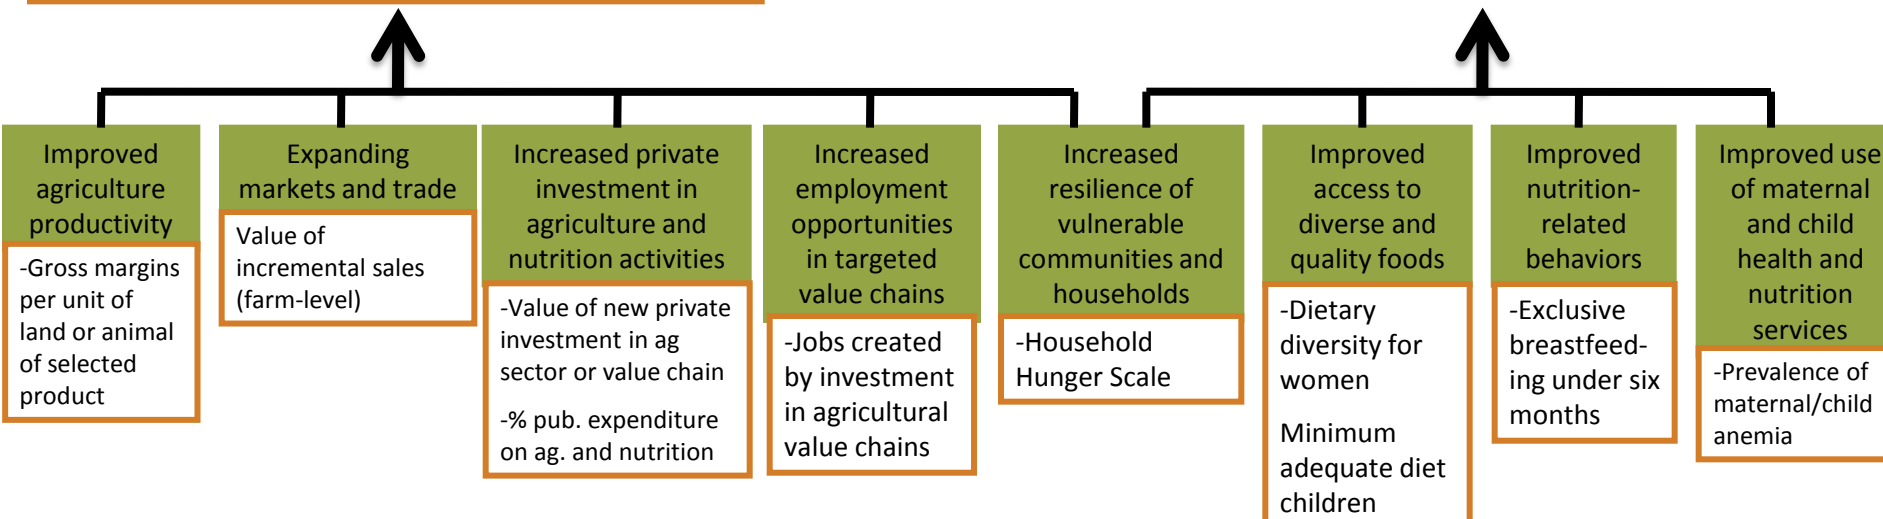 Improved
agriculture
productivity
-Gross margins
per unit of
land or animal
of selected
product
Expanding
markets and trade
Value of
incremental sales
(farm-level)
Increased private
investment in
agriculture and
nutrition activities
-Value of new private
investment in ag
sector or value chain
-% pub. expenditure
on ag. and nutrition
Increased
employment
opportunities
in targeted
value chains
-Jobs created
by investment
in agricultural
value chains
Increased
resilience of
vulnerable
communities and
households
-Household
Hunger Scale
Improved
access to
diverse and
quality foods
-Dietary
diversity for
women
Minimum
adequate diet
children
Improved
nutrition-
related
behaviors
-Exclusive
breastfeed-
ing under six
months
Improved use
of maternal
and child
health and
nutrition
services
-Prevalence of
maternal/child
anemia